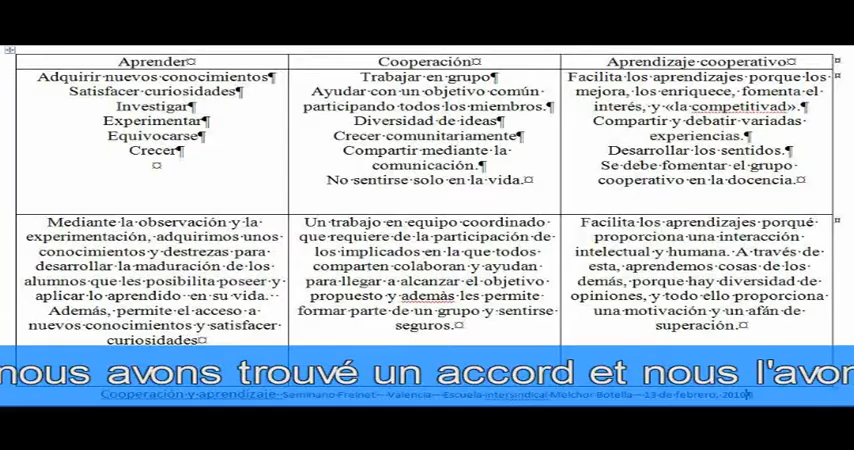 Aprender
Cooperación
Aprendizaje cooperativo
Adquirir nuevos conocimientos
Satisfacer curiosidades
Investigar
Experimentar
Equivocarse
Crecer
Trabajar en grupo
Ayudar con un objetivo común
participando todos los miembros.
Diversidad de ideas
Crecer comunitariamente
Compartir mediante la
comunicación.
No sentirse solo en la vida.
Facilita los aprendizajes porque los
mejora, los enriquece, fomenta el
interés, y «la competitivad».
Compartir y debatir variadas
experiencias.
Desarrollar los sentidos.
Se debe fomentar el grupo
cooperativo en la docencia.
Mediante la observación y la
experimentación, adquirimos unos
conocimientos y destrezas para
desarrollar la maduración de los
alumnos que les posibilita poseer y
aplicar lo aprendido en su vida.
Además, permite el acceso a
nuevos conocimientos y satisfacer
curiosidades
Un trabajo en equipo coordinado
que requiere de la participación de
los implicados en la que todos
comparten colaboran y ayudan
para llegar a alcanzar el objetivo
propuesto y ademàs les permite
formar parte de un grupo y sentirse
seguros.
Facilita los aprendizajes porqué
proporciona una interacción
intelectual y humana. A través de
esta, aprendemos cosas de los
demás, porque hay diversidad de
opiniones, y todo ello proporciona
una motivación y un afán de
superación.
nous avons trouvé un accord et nous l'avon
Cooperación y aprendizaje Seminario Freinet – Valencia – Escuela intersindical Melchor Botella – 13 de febrero, 2010